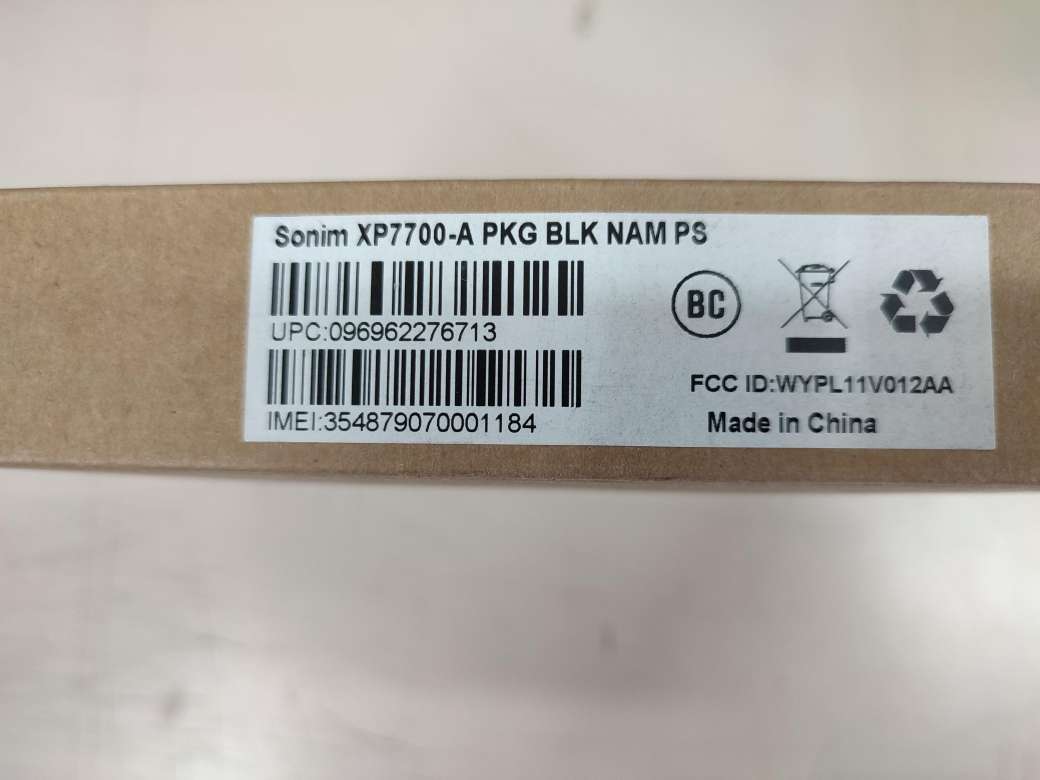 Sonim XP7700-A PKG BLK NAM PS
UPC:096962276713
IMEI:354879070001184
BC
FCC ID:WYPL11V012AA
Made in China